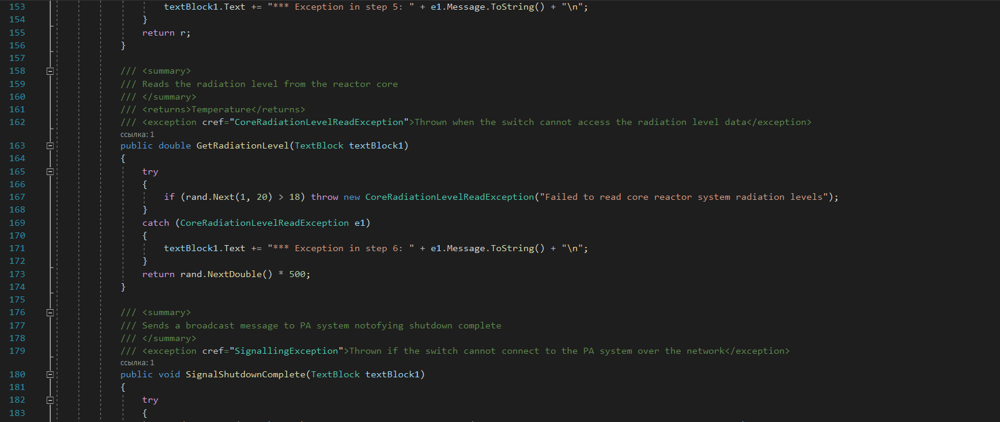 153 textBlock1.Text += "*** Exception in step 5: " + e1.Message.ToString() + "\n";
154 }
155 return r;
156 }
157
158 /// <summary>
159 /// Reads the radiation level from the reactor core
160 /// </summary>
161 /// <returns>Temperature</returns>
162 /// <exception cref="CoreRadiationLevelReadException">Thrown when the switch cannot access the radiation level data</exception>
ссылка: 1
163 public double GetRadiationLevel(TextBlock textBlock1)
164 {
165 try
166 {
167 if (rand.Next(1, 20) > 18) throw new CoreRadiationLevelReadException("Failed to read core reactor system radiation levels");
168 }
169 catch (CoreRadiationLevelReadException e1)
170 {
171 textBlock1.Text += "*** Exception in step 6: " + e1.Message.ToString() + "\n";
172 }
173 return rand.NextDouble() * 500;
174 }
175
176 /// <summary>
177 /// Sends a broadcast message to PA system notofying shutdown complete
178 /// </summary>
179 /// <exception cref="SignallingException">Thrown if the switch cannot connect to the PA system over the network</exception>
ссылка: 1
180 public void SignalShutdownComplete(TextBlock textBlock1)
181 {
182 try
183 {